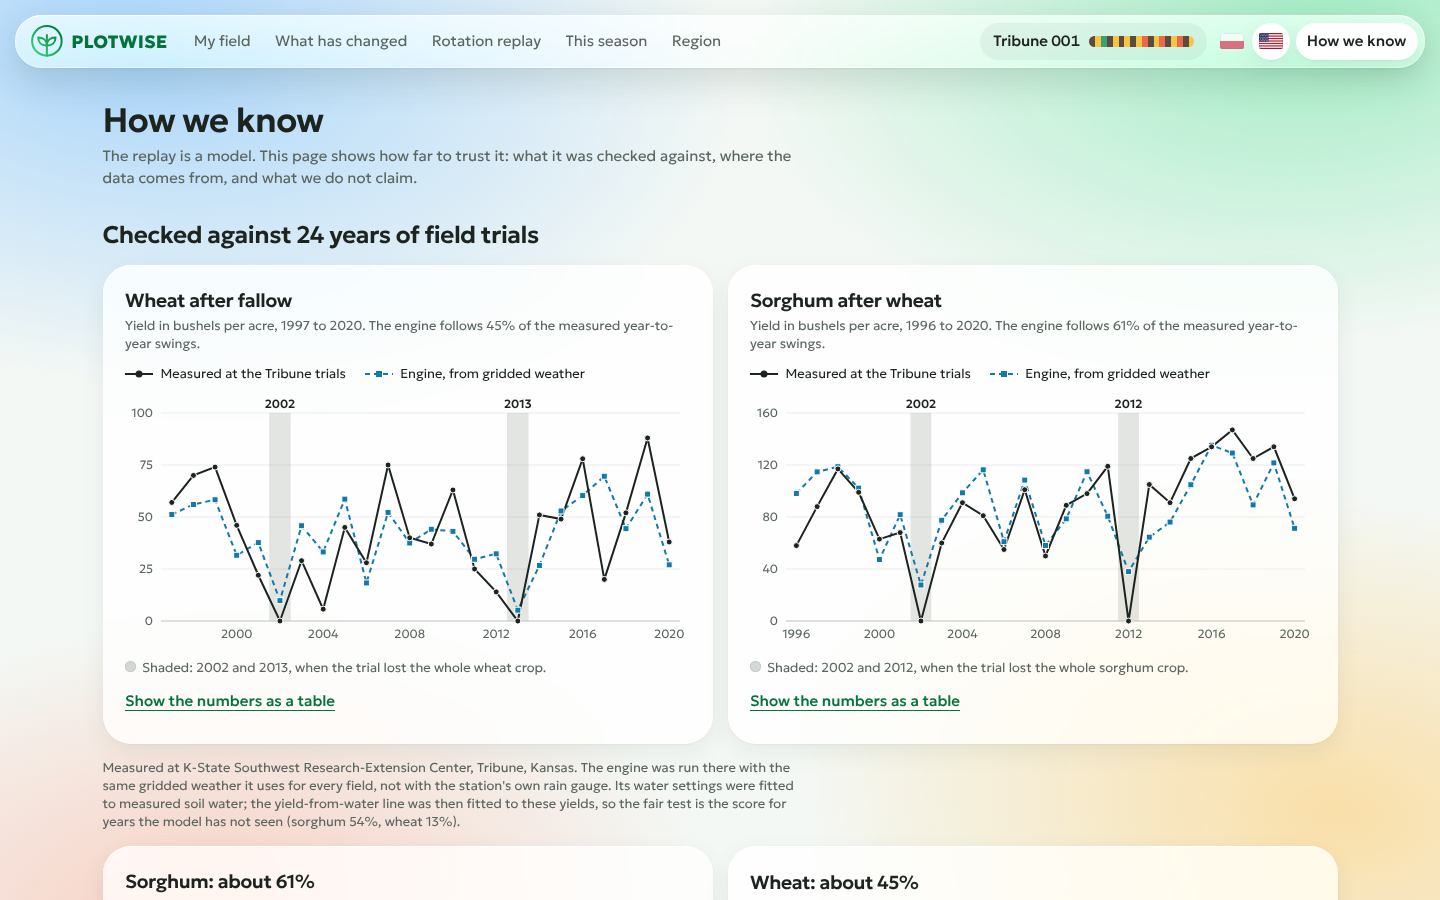 PLOTWISE
My field
What has changed
Rotation replay
This season
Region
Tribune 001
How we know
How we know
The replay is a model. This page shows how far to trust it: what it was checked against, where the
data comes from, and what we do not claim.
Checked against 24 years of field trials
Wheat after fallow
Yield in bushels per acre, 1997 to 2020. The engine follows 45% of the measured year-to-
year swings.
Measured at the Tribune trials
Engine, from gridded weather
2002
2013
100
75
50
25
0
2000
2004
2008
2012
2016
2020
Shaded: 2002 and 2013, when the trial lost the whole wheat crop.
Show the numbers as a table
Sorghum after wheat
Yield in bushels per acre, 1996 to 2020. The engine follows 61% of the measured year-to-
year swings.
Measured at the Tribune trials
Engine, from gridded weather
2002
2012
160
120
80
40
0
1996
2000
2004
2008
2012
2016
2020
Shaded: 2002 and 2012, when the trial lost the whole sorghum crop.
Show the numbers as a table
Measured at K-State Southwest Research-Extension Center, Tribune, Kansas. The engine was run there with the
same gridded weather it uses for every field, not with the station's own rain gauge. Its water settings were fitted
to measured soil water; the yield-from-water line was then fitted to these yields, so the fair test is the score for
years the model has not seen (sorghum 54%, wheat 13%).
Sorghum: about 61%
Wheat: about 45%